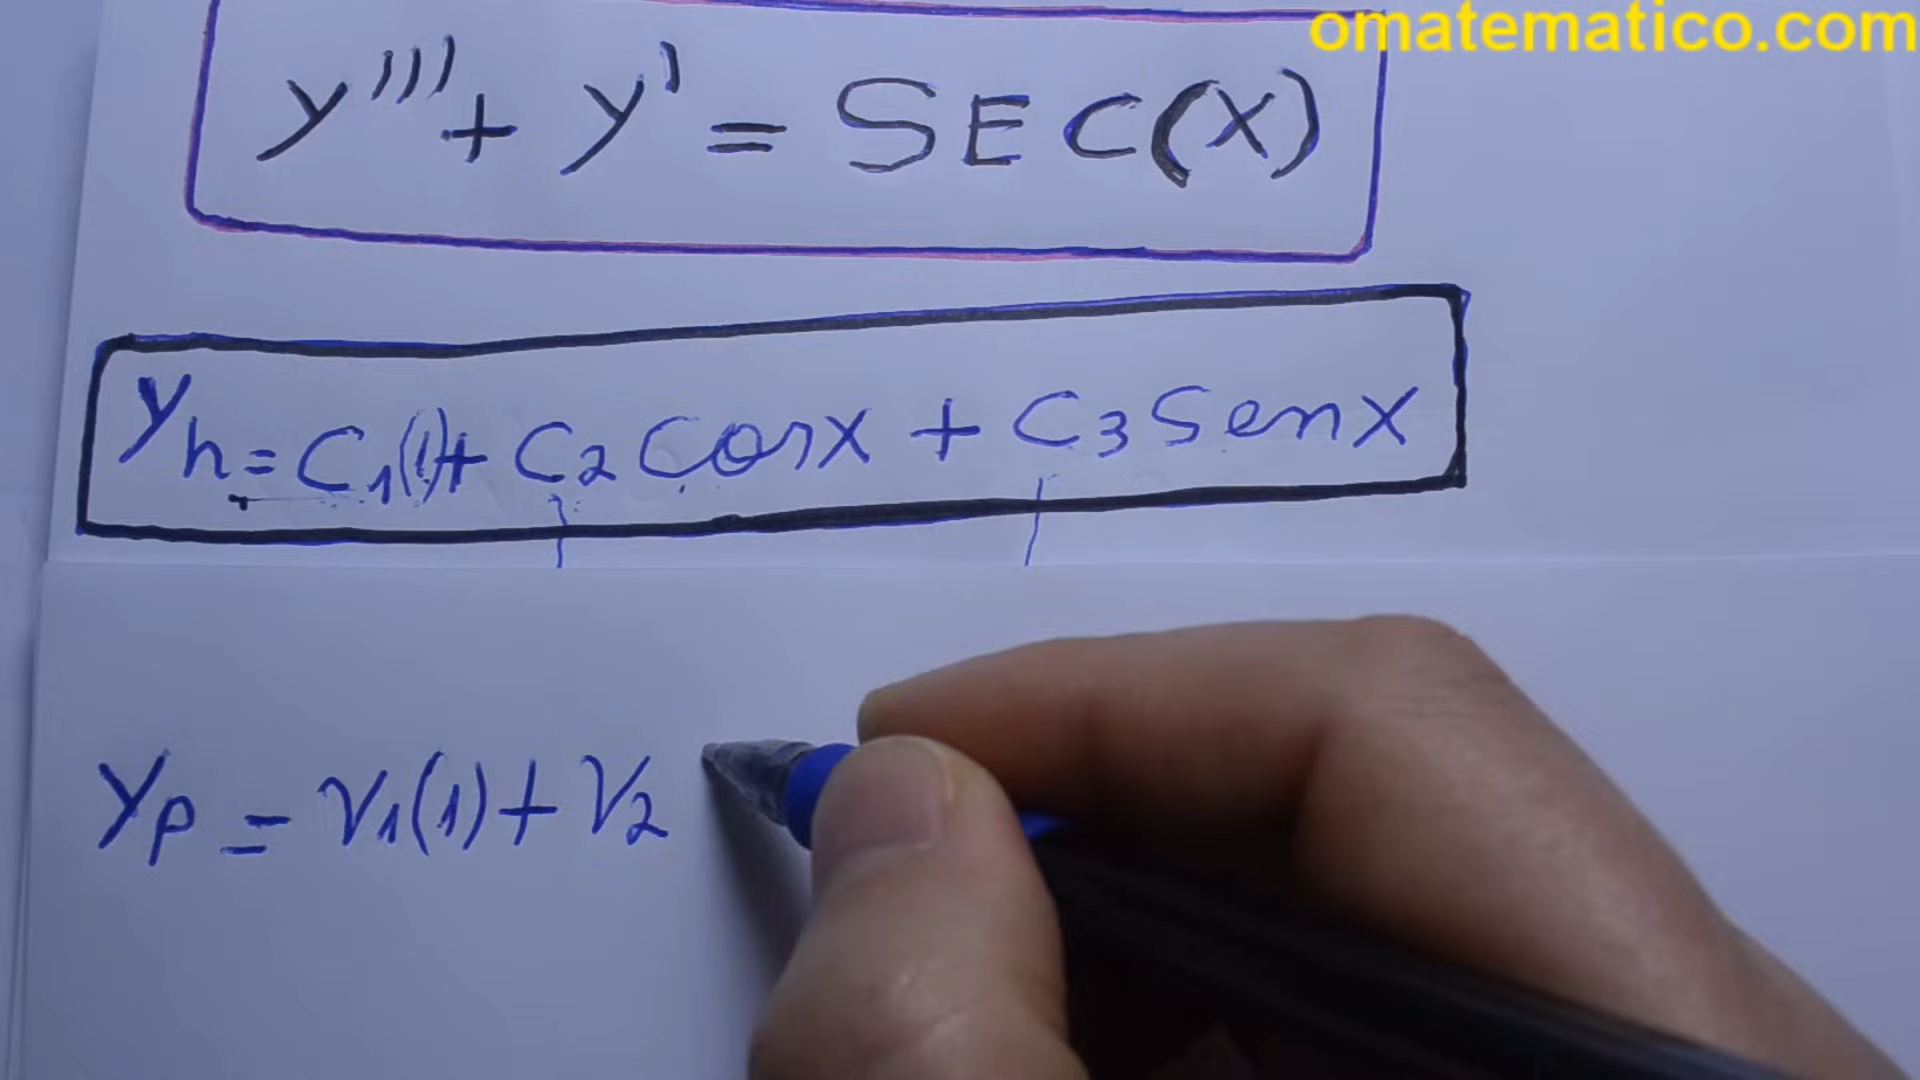 omatematico.com
y''' + y' = SEC(X)
yh = C1(1) + C2 Cosx + C3 Senx
yp = V1(1) + V2